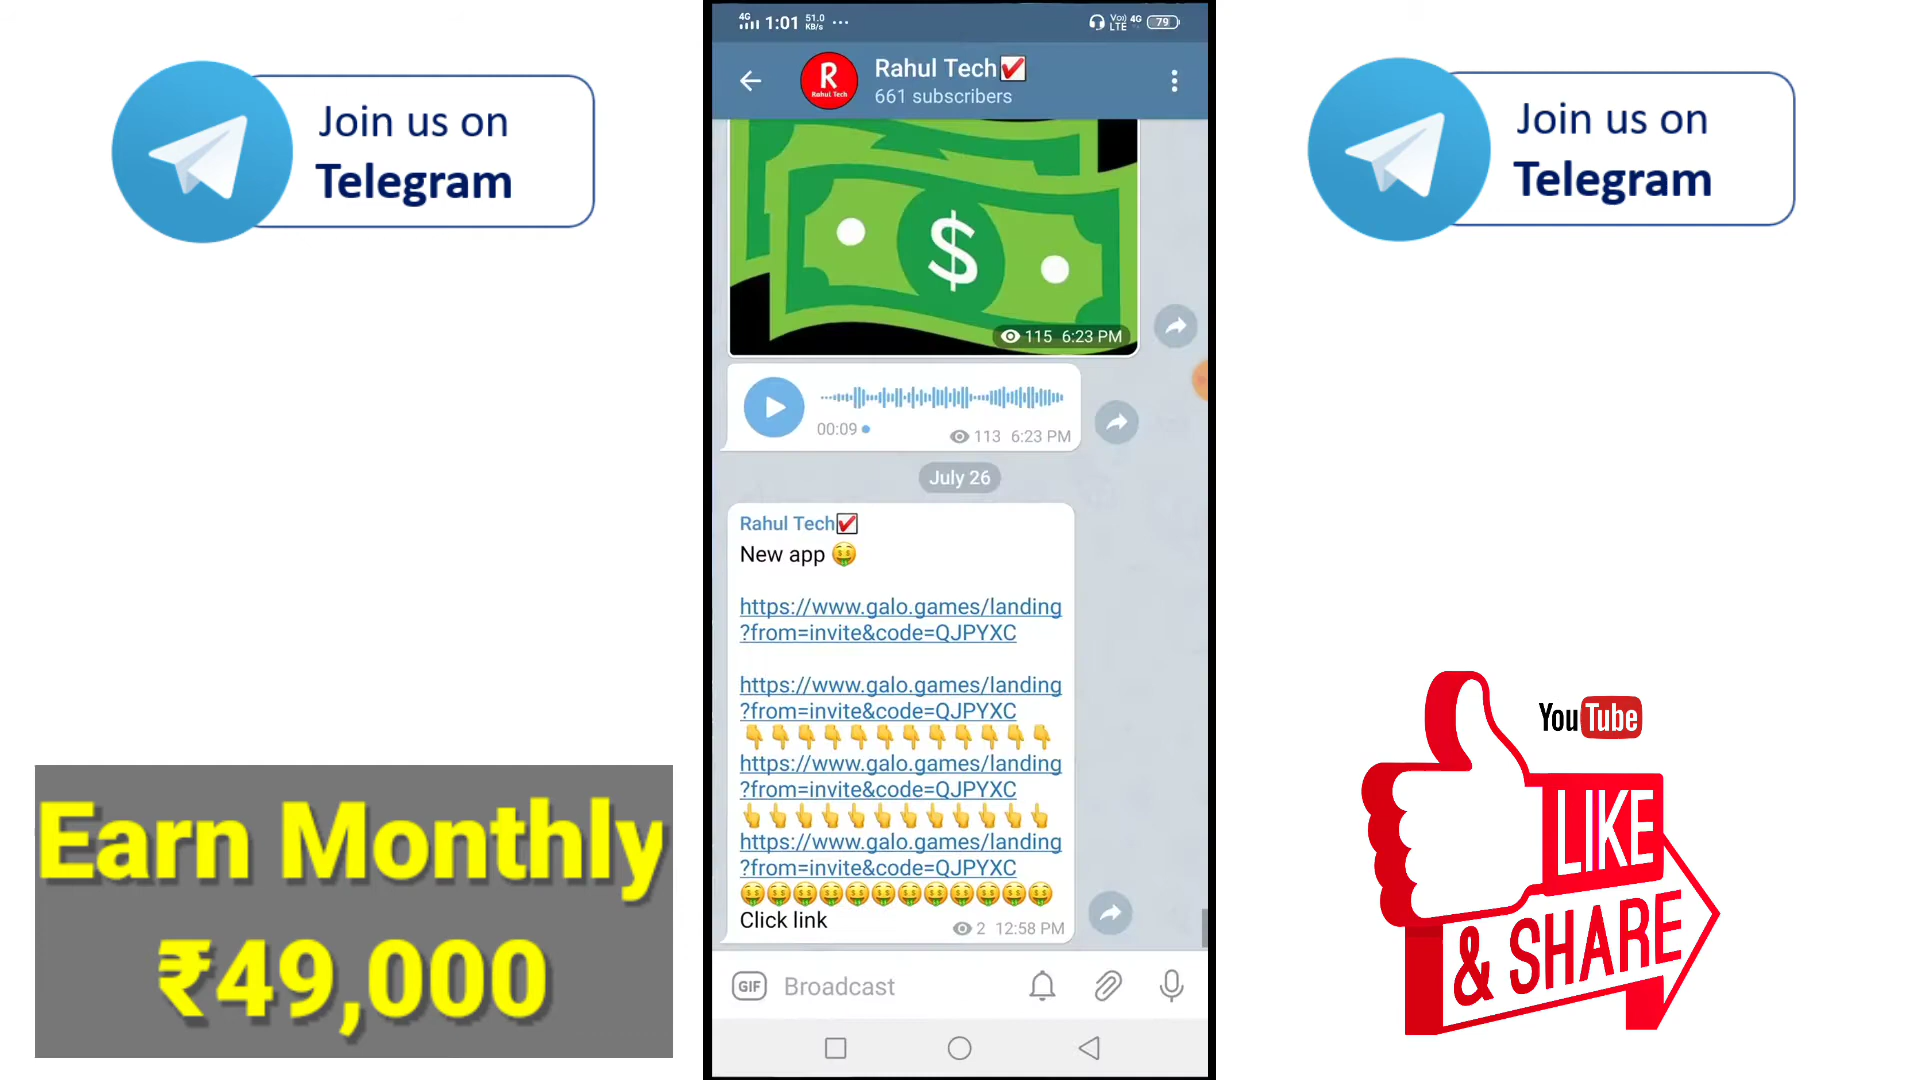 Join us on
Telegram
4G 1:01 51.0 KB/s ...
Vo) LTE 4G 79
R
Rahul Tech
Rahul Tech✔
661 subscribers
Join us on
Telegram
$
115 6:23 PM
00:09
113 6:23 PM
July 26
Rahul Tech✔
New app 🤑
https://www.galo.games/landing
?from=invite&code=QJPYXC
https://www.galo.games/landing
?from=invite&code=QJPYXC
👇👇👇👇👇👇👇👇👇👇👇👇
https://www.galo.games/landing
?from=invite&code=QJPYXC
👆👆👆👆👆👆👆👆👆👆👆👆
https://www.galo.games/landing
?from=invite&code=QJPYXC
🤑🤑🤑🤑🤑🤑🤑🤑🤑🤑🤑🤑
Click link
2 12:58 PM
GIF Broadcast
Earn Monthly
₹49,000
YouTube
LIKE
& SHARE